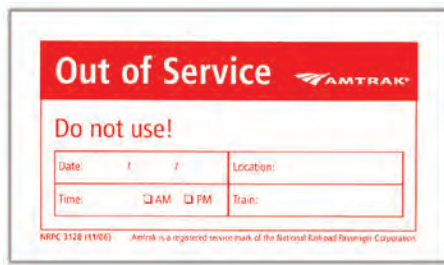 Out of Service AMTRAK®
Do not use!
Date: / / Location:
Time: ❑ AM ❑ PM Train:
NRPC 3128 (11/06) Amtrak is a registered service mark of the National Railroad Passenger Corporation